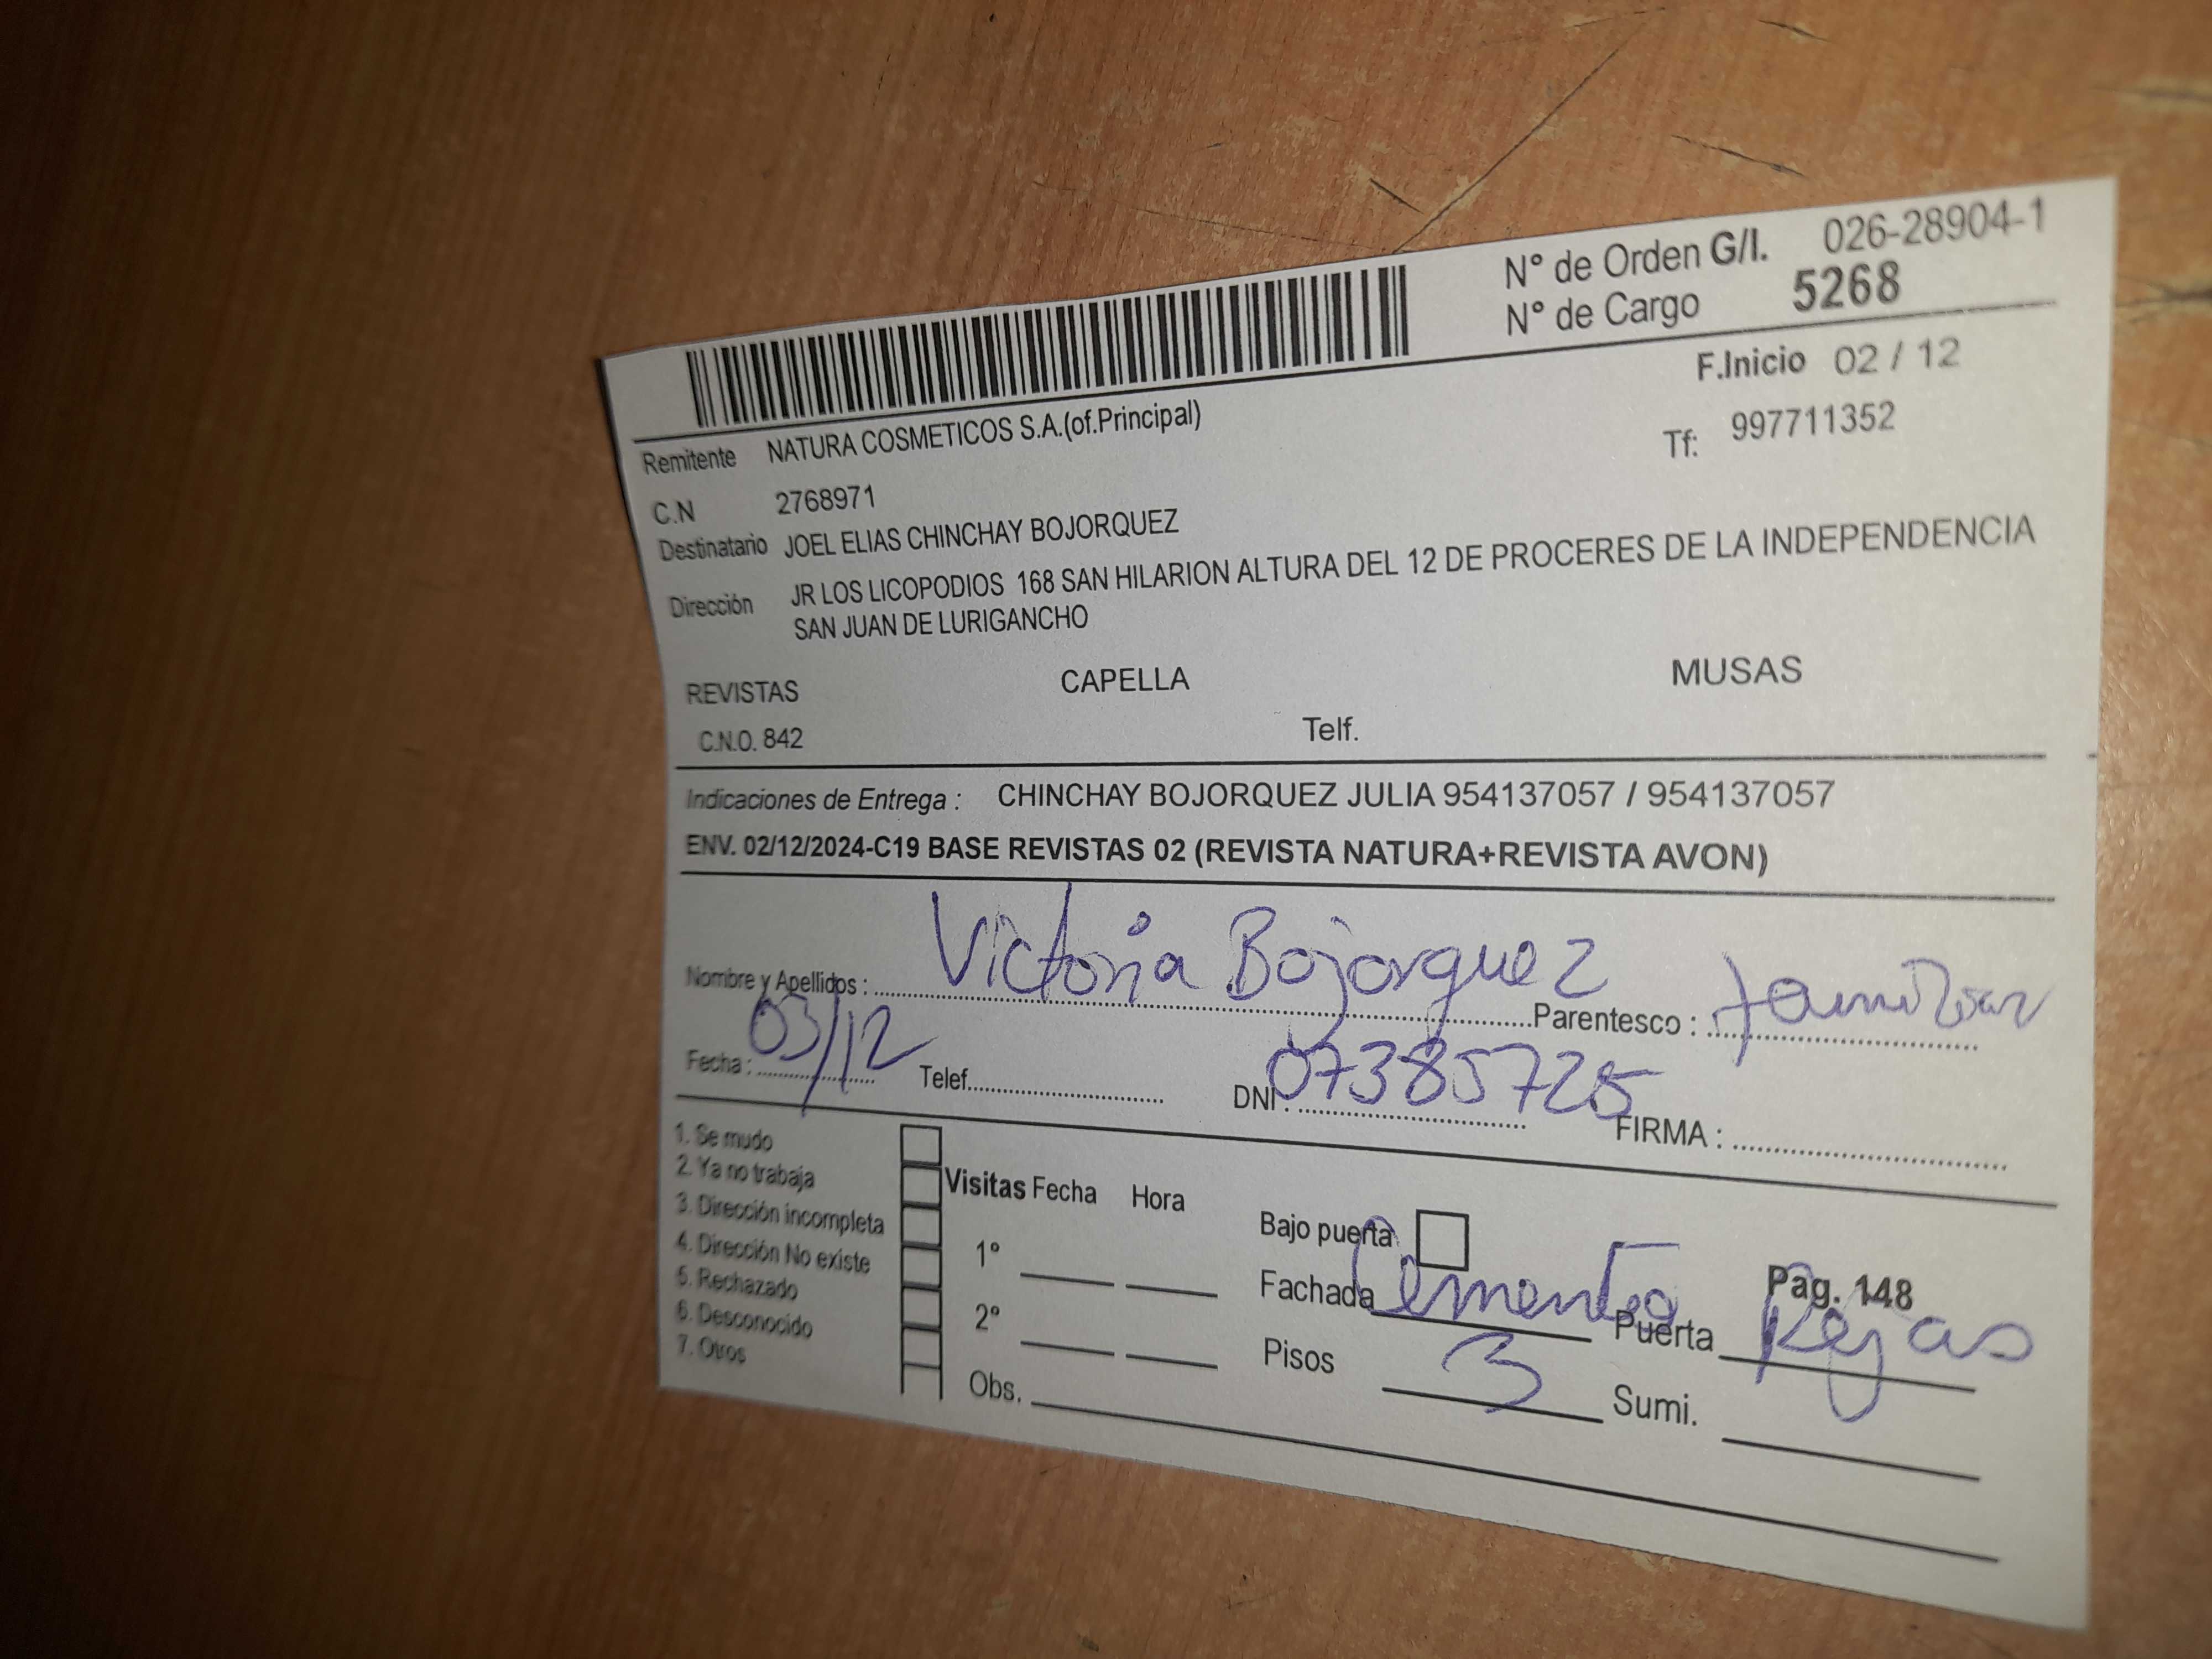 N° de Orden G/I. 026-28904-1
N° de Cargo 5268
F.Inicio 02 / 12
Remitente NATURA COSMETICOS S.A.(of.Principal)
Tf: 997711352
C.N 2768971
Destinatario JOEL ELIAS CHINCHAY BOJORQUEZ
Dirección JR LOS LICOPODIOS 168 SAN HILARION ALTURA DEL 12 DE PROCERES DE LA INDEPENDENCIA
SAN JUAN DE LURIGANCHO
REVISTAS CAPELLA MUSAS
C.N.O. 842 Telf.
Indicaciones de Entrega : CHINCHAY BOJORQUEZ JULIA 954137057 / 954137057
ENV. 02/12/2024-C19 BASE REVISTAS 02 (REVISTA NATURA+REVISTA AVON)
Nombre y Apellidos : Victoria Bojorquez Parentesco : familiar
Fecha : 03/12 Telef. DNI : 07385725 FIRMA :
1. Se mudo
2. Ya no trabaja
3. Dirección incompleta
4. Dirección No existe
5. Rechazado
6. Desconocido
7. Otros
Visitas Fecha Hora
1°
2°
Obs.
Bajo puerta
Pag. 148
Fachada Cemento Puerta Rejas
Pisos 3 Sumi.